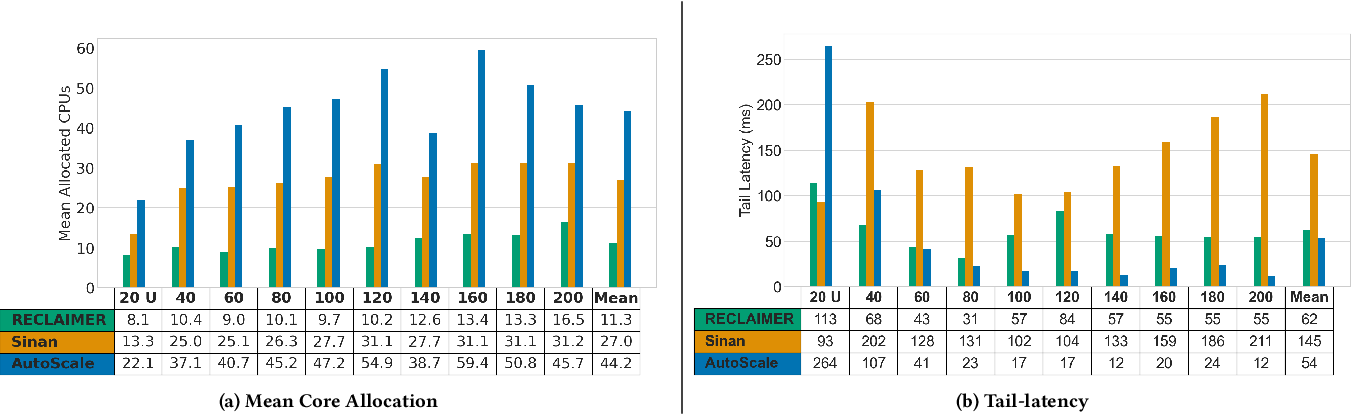 Mean Allocated CPUs
60
50
40
30
20
10
0
20 U 40 60 80 100 120 140 160 180 200 Mean
RECLAIMER 8.1 10.4 9.0 10.1 9.7 10.2 12.6 13.4 13.3 16.5 11.3
Sinan 13.3 25.0 25.1 26.3 27.7 31.1 27.7 31.1 31.1 31.2 27.0
AutoScale 22.1 37.1 40.7 45.2 47.2 54.9 38.7 59.4 50.8 45.7 44.2
(a) Mean Core Allocation
Tail Latency (ms)
250
200
150
100
50
0
20 U 40 60 80 100 120 140 160 180 200 Mean
RECLAIMER 113 68 43 31 57 84 57 55 55 55 62
Sinan 93 202 128 131 102 104 133 159 186 211 145
AutoScale 264 107 41 23 17 17 12 20 24 12 54
(b) Tail-latency